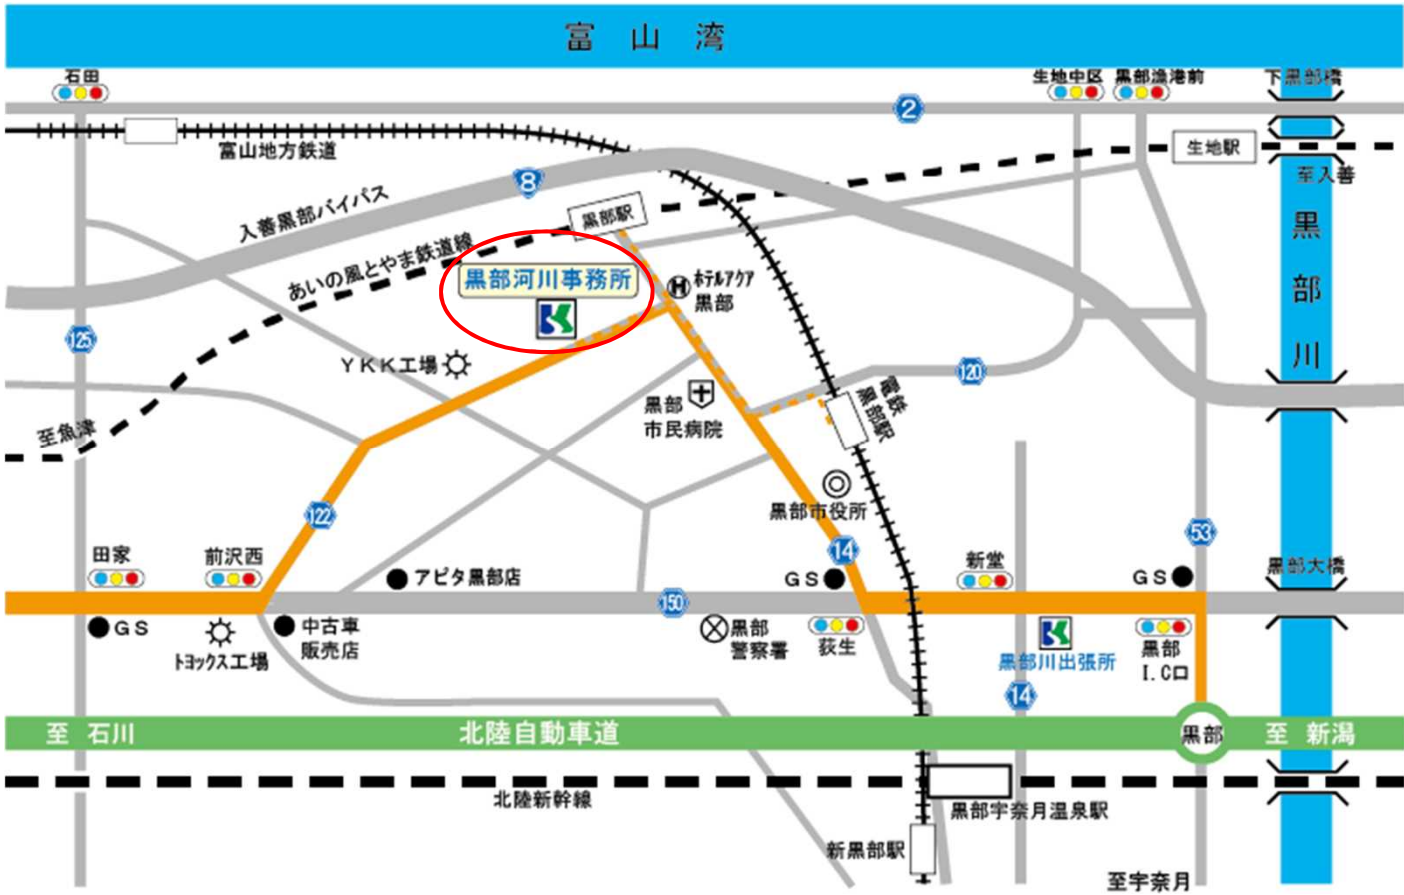 富山湾
石田
生地中区
黒部漁港前
下黒部橋
2
富山地方鉄道
生地駅
至入善
8
入善黒部バイパス
黒部駅
黒部川
あいの風とやま鉄道線
黒部河川事務所
H
ホテルアクア
黒部
125
YKK工場
120
電鉄
黒部駅
黒部
市民病院
至魚津
黒部市役所
122
14
53
田家
前沢西
アピタ黒部店
GS
新堂
GS
黒部大橋
150
GS
トヨックス工場
中古車
販売店
黒部
警察署
荻生
黒部川出張所
黒部
I.C口
14
至 石川
北陸自動車道
黒部
至 新潟
北陸新幹線
黒部宇奈月温泉駅
新黒部駅
至宇奈月